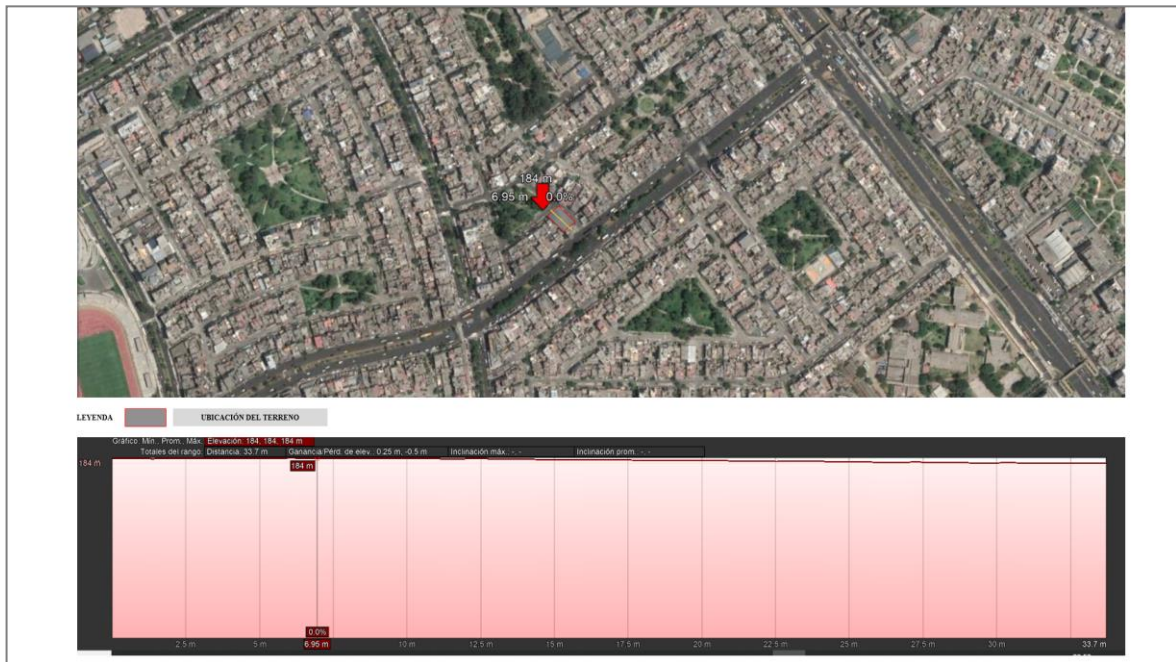 184 m
6.95 m 0.0%
LEYENDA UBICACIÓN DEL TERRENO
Gráfico: Mín., Prom., Máx. Elevación: 184, 184, 184 m
Totales del rango: Distancia: 33.7 m Ganancia/Pérd. de elev.: 0.25 m, -0.5 m Inclinación máx.: -, - Inclinación prom.: -, -
184 m
184 m
0.0%
2.5 m 5 m 6.95 m 10 m 12.5 m 15 m 17.5 m 20 m 22.5 m 25 m 27.5 m 30 m 33.7 m